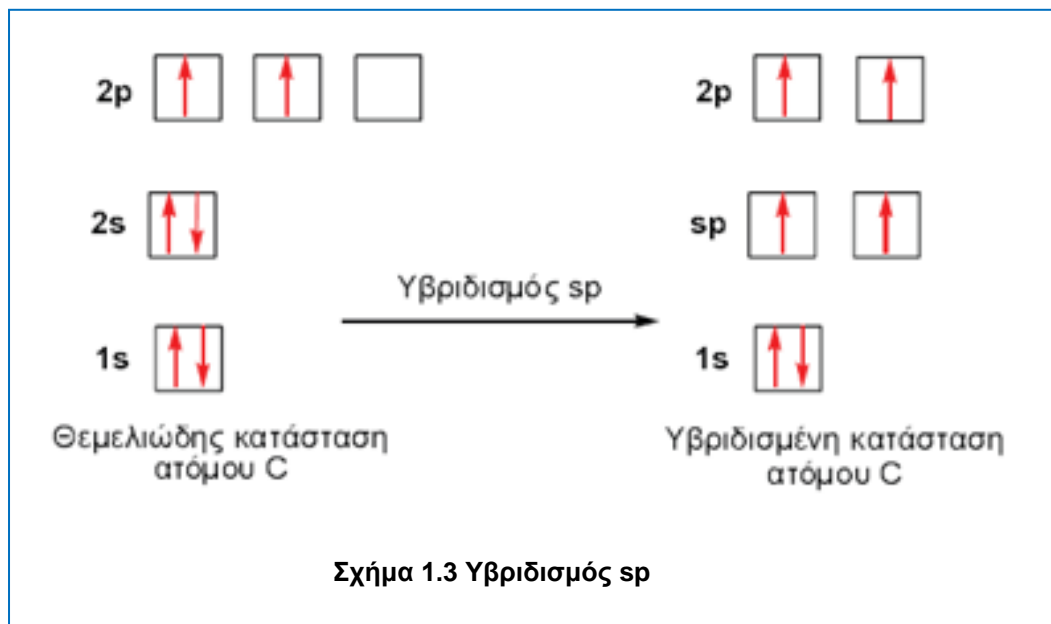 2p
2p
2s
sp
Υβριδισμός sp
1s
1s
Θεμελιώδης κατάσταση
ατόμου C
Υβριδισμένη κατάσταση
ατόμου C
Σχήμα 1.3 Υβριδισμός sp